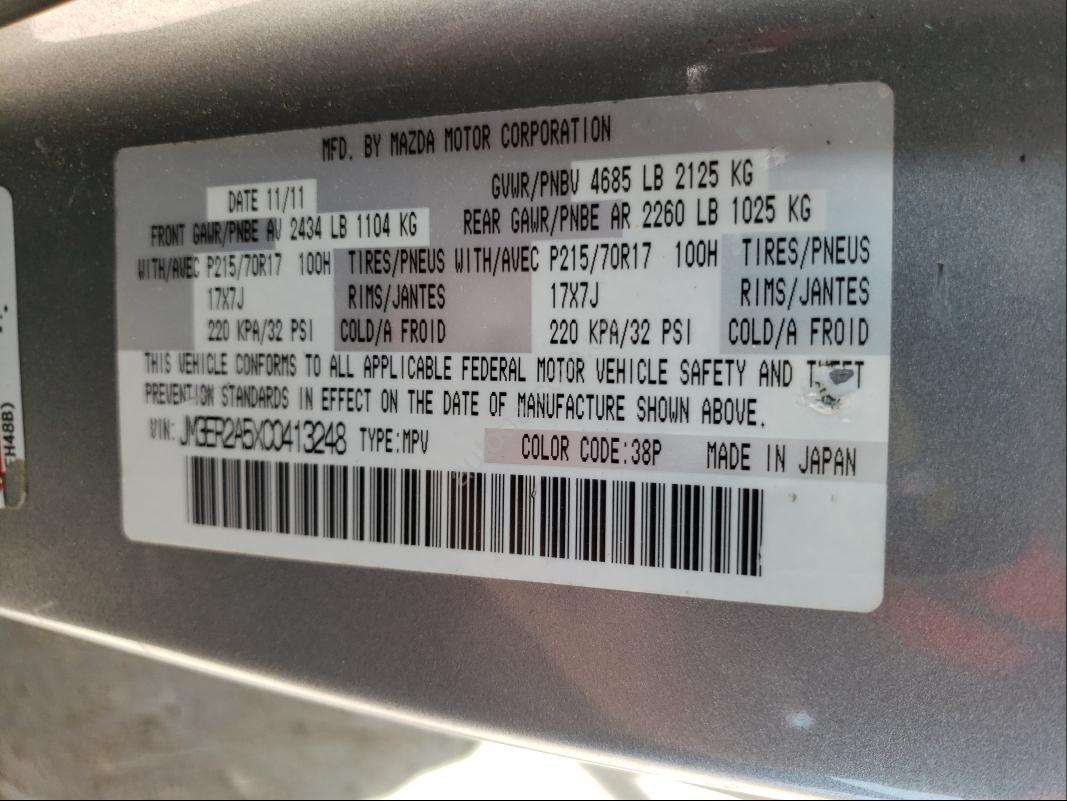 MFD. BY MAZDA MOTOR CORPORATION
DATE 11/11 GVWR/PNBV 4685 LB 2125 KG
FRONT GAWR/PNBE AV 2434 LB 1104 KG REAR GAWR/PNBE AR 2260 LB 1025 KG
WITH/AVEC P215/70R17 100H TIRES/PNEUS WITH/AVEC P215/70R17 100H TIRES/PNEUS
17X7J RIMS/JANTES 17X7J RIMS/JANTES
220 KPA/32 PSI COLD/A FROID 220 KPA/32 PSI COLD/A FROID
THIS VEHICLE CONFORMS TO ALL APPLICABLE FEDERAL MOTOR VEHICLE SAFETY AND THEFT
PREVENTION STANDARDS IN EFFECT ON THE DATE OF MANUFACTURE SHOWN ABOVE.
VIN: JM3ER2A5XC0413248 TYPE:MPV COLOR CODE:38P MADE IN JAPAN